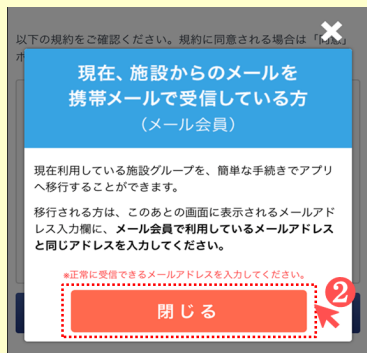 以下の規約をご確認ください。規約に同意される場合は「同意」
現在、施設からのメールを
携帯メールで受信している方
（メール会員）
現在利用している施設グループを、簡単な手続きでアプリ
へ移行することができます。
移行される方は、このあとの画面に表示されるメールアド
レス入力欄に、メール会員で利用しているメールアドレス
と同じアドレスを入力してください。
※正常に受信できるメールアドレスを入力してください。
閉じる
2